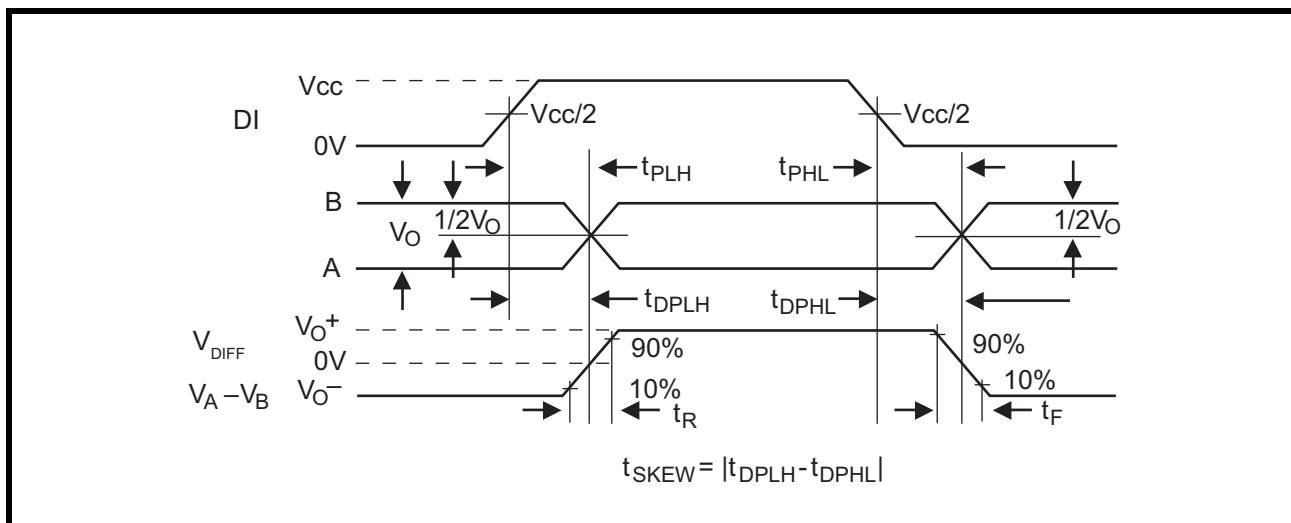 Vcc
DI
Vcc/2
Vcc/2
0V
tPLH
tPHL
B
VO
1/2VO
1/2VO
A
tDPLH
tDPHL
VO+
VDIFF
0V
90%
90%
VA –VB
VO–
10%
10%
tR
tF
tSKEW = |tDPLH - tDPHL|